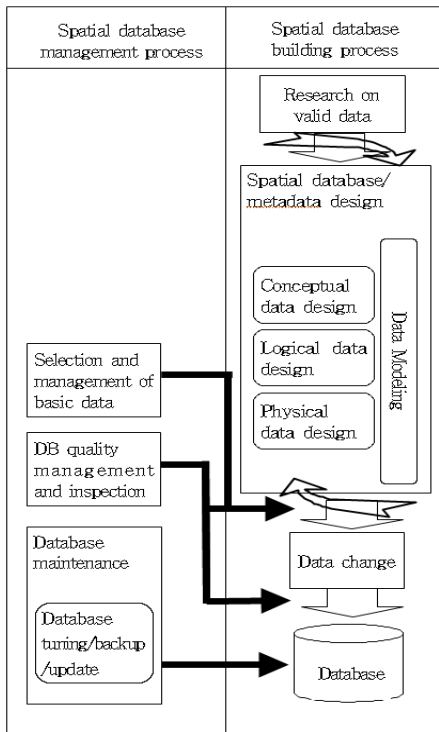 Spatial database
management process
Spatial database
building process
Research on
valid data
Spatial database/
metadata design
Conceptual
data design
Logical data
design
Physical
data design
Data Modeling
Selection and
management of
basic data
DB quality
management
and inspection
Database
maintenance
Database
tuning/backup
/update
Data change
Database